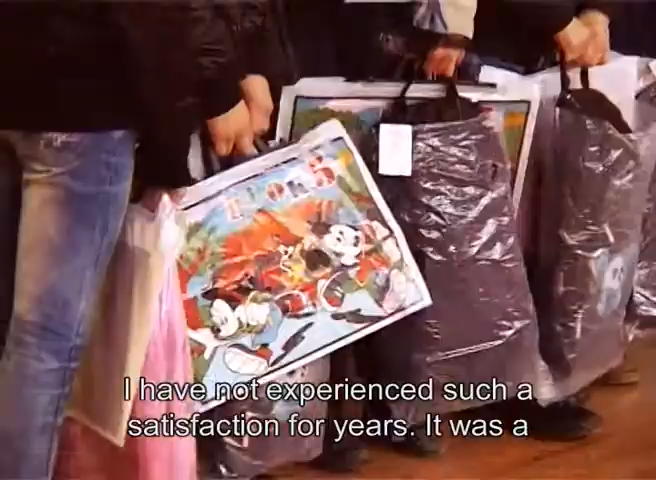 I have not experienced such a
satisfaction for years. It was a